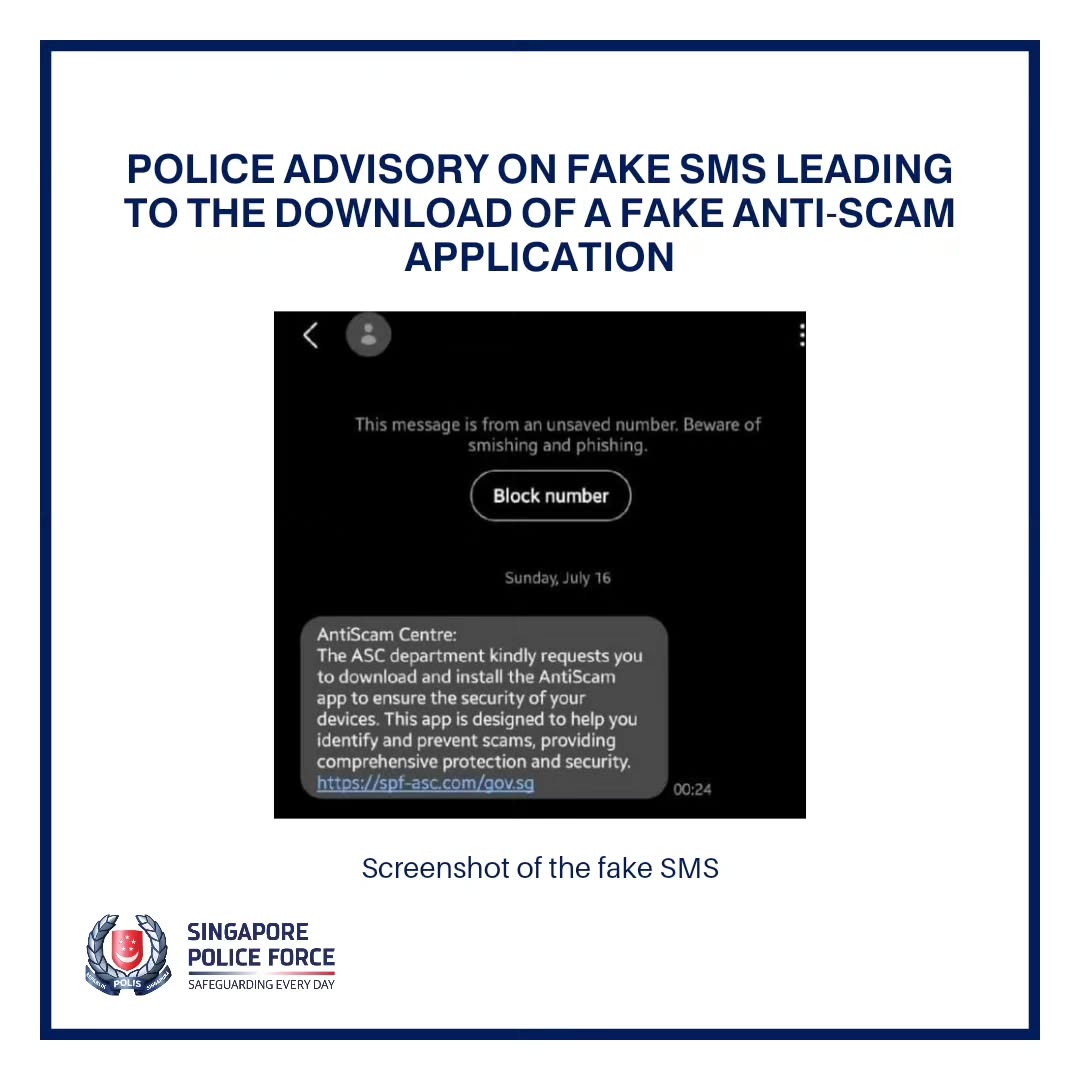 POLICE ADVISORY ON FAKE SMS LEADING
TO THE DOWNLOAD OF A FAKE ANTI-SCAM
APPLICATION
This message is from an unsaved number. Beware of
smishing and phishing.
Block number
Sunday, July 16
AntiScam Centre:
The ASC department kindly requests you
to download and install the AntiScam
app to ensure the security of your
devices. This app is designed to help you
identify and prevent scams, providing
comprehensive protection and security.
https://spf-asc.com/gov.sg
00:24
Screenshot of the fake SMS
SINGAPORE
POLICE FORCE
SAFEGUARDING EVERY DAY
POLIS